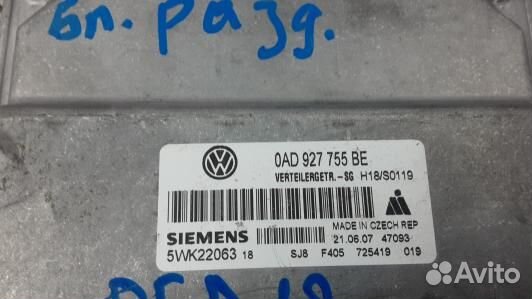 Бл. разд.
0AD 927 755 BE
VERTEILERGETR.-SG H18/S0119
MADE IN CZECH REP
SIEMENS 21.06.07 47093
5WK22063 18 SJ8 F405 725419 019
Avito